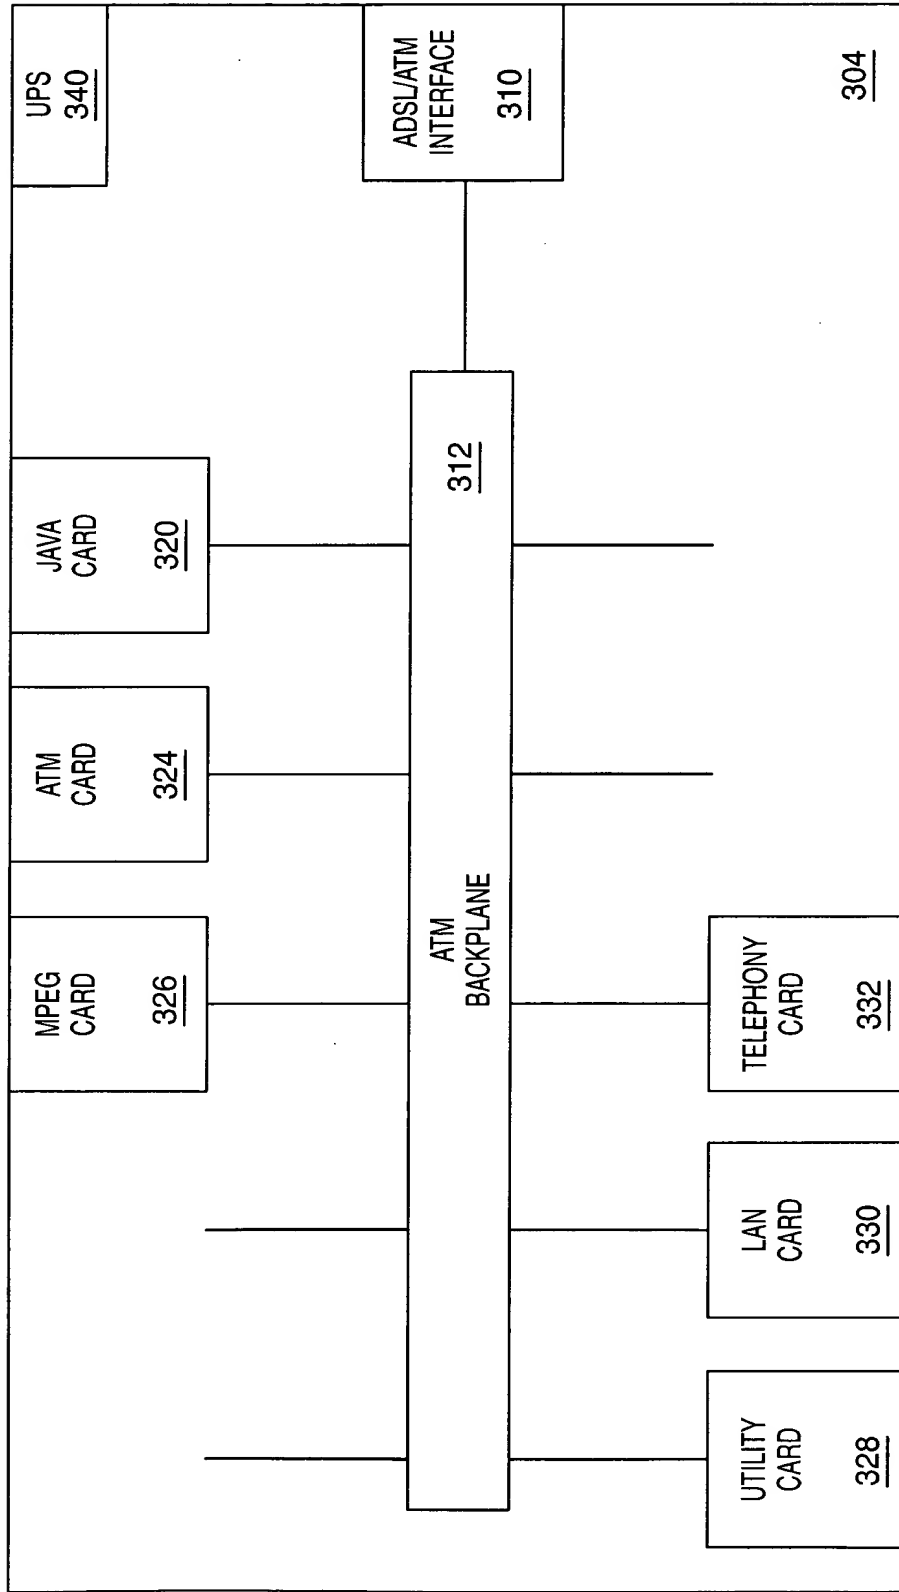 UPS
340
ADSL/ATM
INTERFACE
310
304
JAVA
CARD
320
312
ATM
CARD
324
MPEG
CARD
326
ATM
BACKPLANE
TELEPHONY
CARD
332
LAN
CARD
330
UTILITY
CARD
328